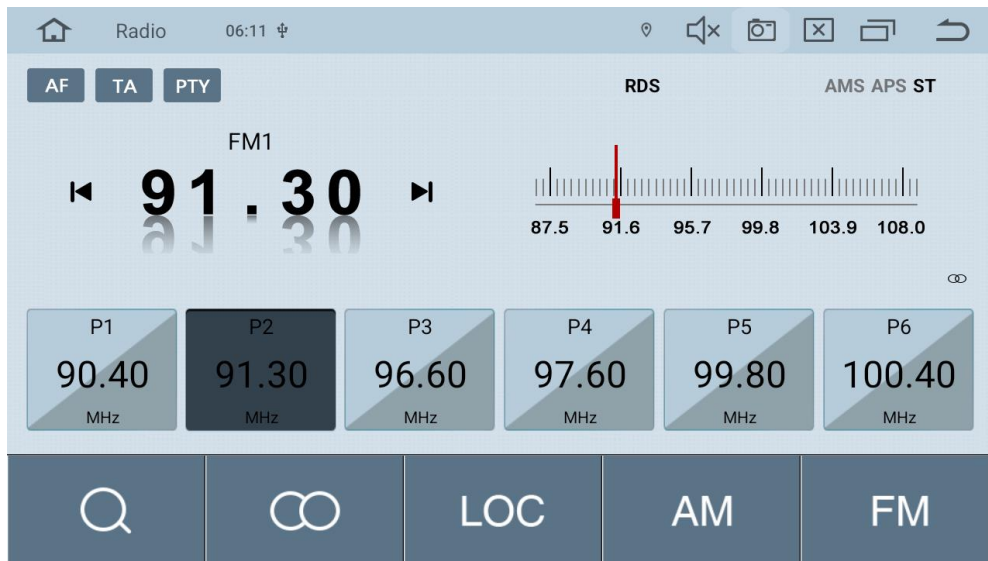 Radio 06:11
AF TA PTY RDS AMS APS ST
FM1
91.30
87.5 91.6 95.7 99.8 103.9 108.0
P1 P2 P3 P4 P5 P6
90.40 91.30 96.60 97.60 99.80 100.40
MHz MHz MHz MHz MHz MHz
LOC AM FM